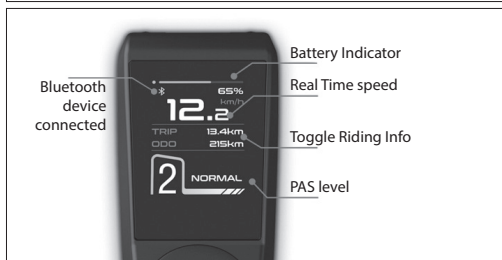 Battery Indicator
Bluetooth
device
connected
Real Time speed
65%
km/h
12.2
TRIP 13.4km
ODO 215km
Toggle Riding Info
2 NORMAL
PAS level